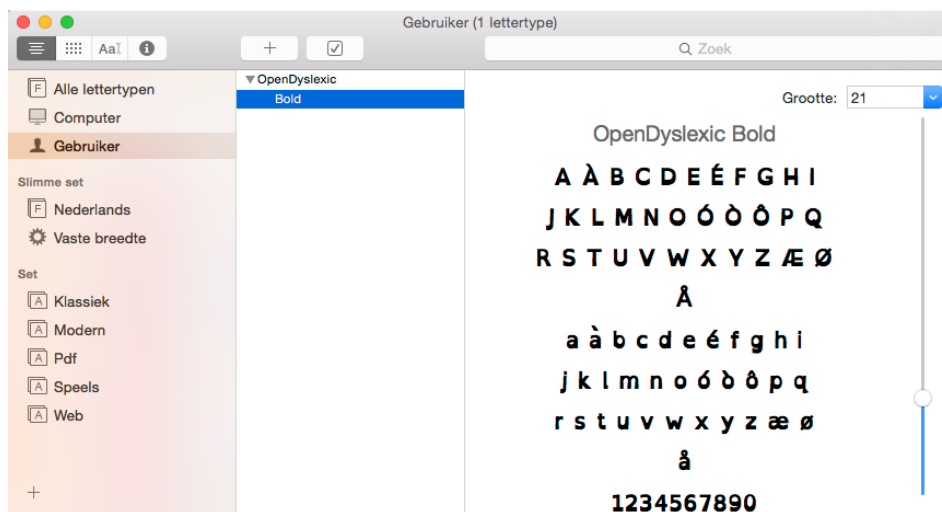 Gebruiker (1 lettertype)
Zoek
Alle lettertypen
Computer
Gebruiker
Slimme set
Nederlands
Vaste breedte
Set
Klassiek
Modern
Pdf
Speels
Web
OpenDyslexic
Bold
Grootte: 21
OpenDyslexic Bold
A À B C D E É F G H I
J K L M N O Ó Ò Ô P Q
R S T U V W X Y Z Æ Ø
Å
a à b c d e é f g h i
j k l m n o ó ò ô p q
r s t u v w x y z æ ø
å
1234567890